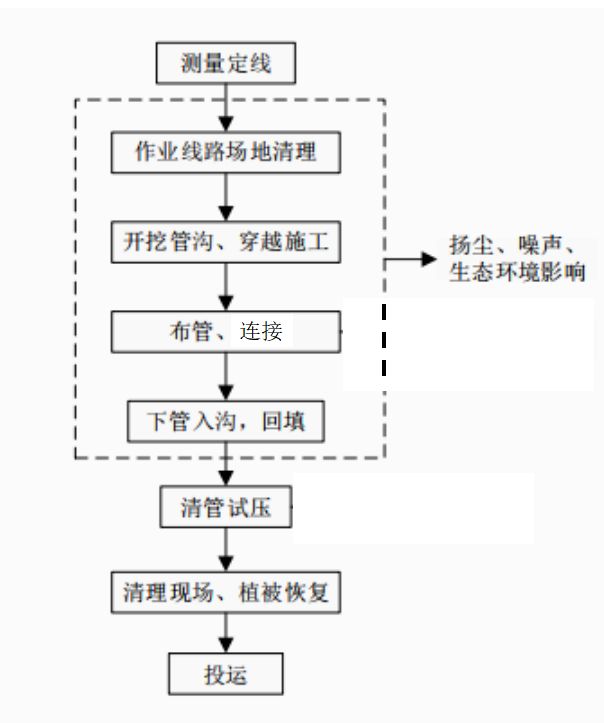 测量定线
作业线路场地清理
开挖管沟、穿越施工
扬尘、噪声、
生态环境影响
布管、连接
下管入沟，回填
清管试压
清理现场、植被恢复
投运